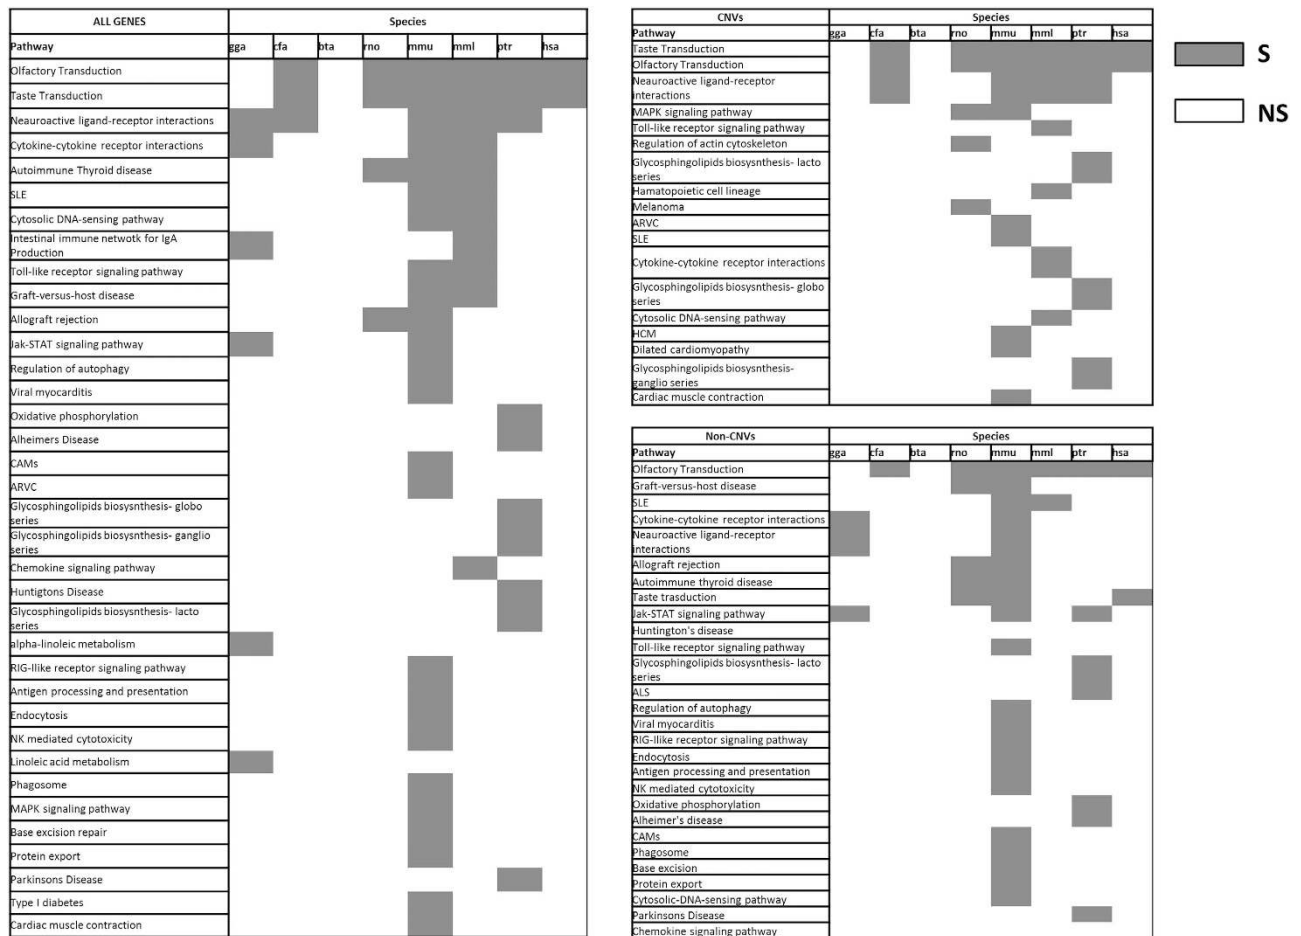 ALL GENES Species
Pathway gga cfa bta rno mmu mml ptr hsa
Olfactory Transduction
Taste Transduction
Neauroactive ligand-receptor interactions
Cytokine-cytokine receptor interactions
Autoimmune Thyroid disease
SLE
Cytosolic DNA-sensing pathway
Intestinal immune netwotk for IgA
Production
Toll-like receptor signaling pathway
Graft-versus-host disease
Allograft rejection
Jak-STAT signaling pathway
Regulation of autophagy
Viral myocarditis
Oxidative phosphorylation
Alheimers Disease
CAMs
ARVC
Glycosphingolipids biosynsthesis- globo
series
Glycosphingolipids biosynsthesis- ganglio
series
Chemokine signaling pathway
Huntigtons Disease
Glycosphingolipids biosynsthesis- lacto
series
alpha-linoleic metabolism
RIG-Ilike receptor signaling pathway
Antigen processing and presentation
Endocytosis
NK mediated cytotoxicity
Linoleic acid metabolism
Phagosome
MAPK signaling pathway
Base excision repair
Protein export
Parkinsons Disease
Type I diabetes
Cardiac muscle contraction
CNVs Species
Pathway gga cfa bta rno mmu mml ptr hsa
Taste Transduction
Olfactory Transduction
Neauroactive ligand-receptor
interactions
MAPK signaling pathway
Toll-like receptor signaling pathway
Regulation of actin cytoskeleton
Glycosphingolipids biosynsthesis- lacto
series
Hamatopoietic cell lineage
Melanoma
ARVC
SLE
Cytokine-cytokine receptor interactions
Glycosphingolipids biosynsthesis- globo
series
Cytosolic DNA-sensing pathway
HCM
Dilated cardiomyopathy
Glycosphingolipids biosynsthesis-
ganglio series
Cardiac muscle contraction
Non-CNVs Species
Pathway gga cfa bta rno mmu mml ptr hsa
Olfactory Transduction
Graft-versus-host disease
SLE
Cytokine-cytokine receptor interactions
Neauroactive ligand-receptor
interactions
Allograft rejection
Autoimmune thyroid disease
Taste trasduction
Jak-STAT signaling pathway
Huntington's disease
Toll-like receptor signaling pathway
Glycosphingolipids biosynsthesis- lacto
series
ALS
Regulation of autophagy
Viral myocarditis
RIG-Ilike receptor signaling pathway
Endocytosis
Antigen processing and presentation
NK mediated cytotoxicity
Oxidative phosphorylation
Alheimer's disease
CAMs
Phagosome
Base excision
Protein export
Cytosolic-DNA-sensing pathway
Parkinsons Disease
Chemokine signaling pathway
S
NS